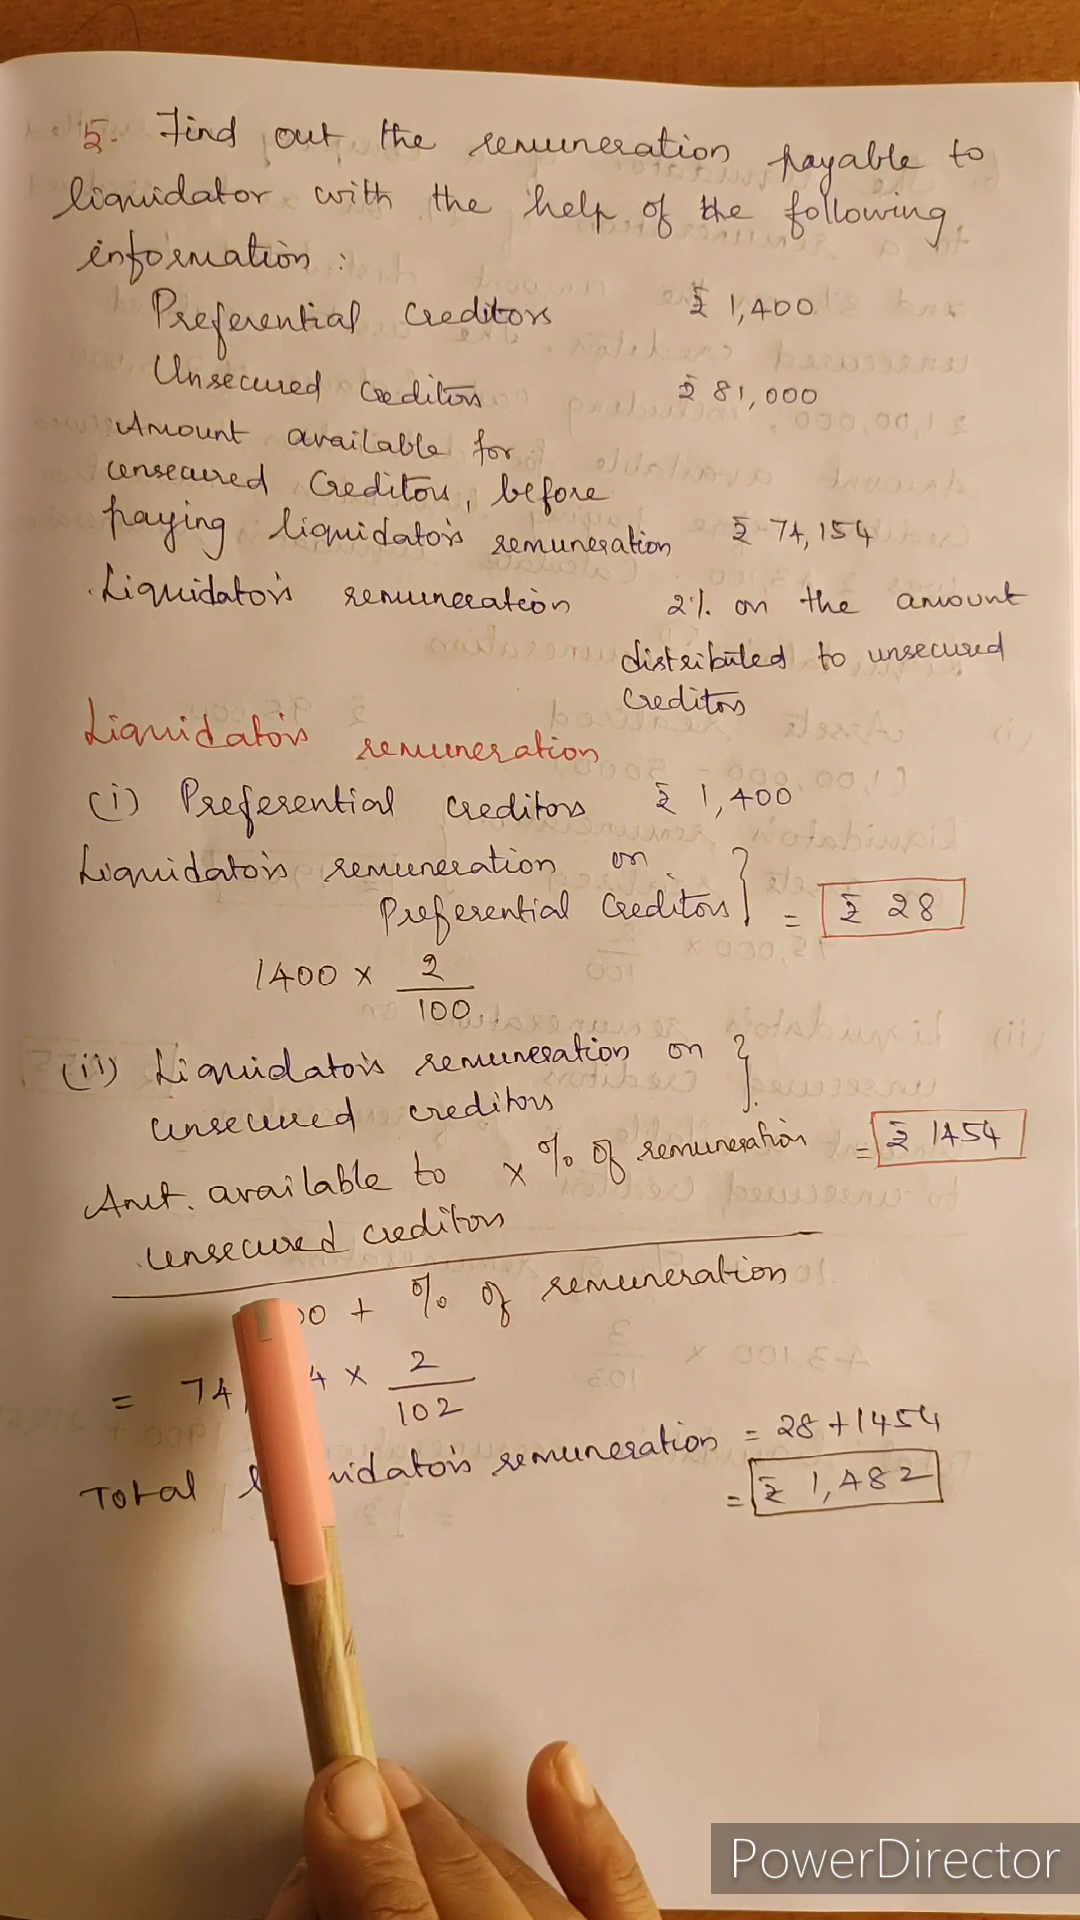 5. Find out the remuneration payable to
liquidator with the help of the following
information :
Preferential Creditors ₹ 1,400
Unsecured Creditors ₹ 81,000
Amount available for
unsecured Creditors, before
paying liquidator's remuneration ₹ 74,154
Liquidator's remuneration 2% on the amount
distributed to unsecured
Creditors
Liquidator's remuneration
(i) Preferential creditors ₹ 1,400
Liquidator's remuneration on
Preferential Creditors } = ₹ 28
1400 × 2
100
(ii) Liquidator's remuneration on
unsecured creditors }
Amt. available to × % of remuneration = ₹ 1454
unsecured creditors
00 + % of remuneration
= 74, 4 × 2
102
Total remuneration = 28 + 1454
= ₹ 1,482
PowerDirector